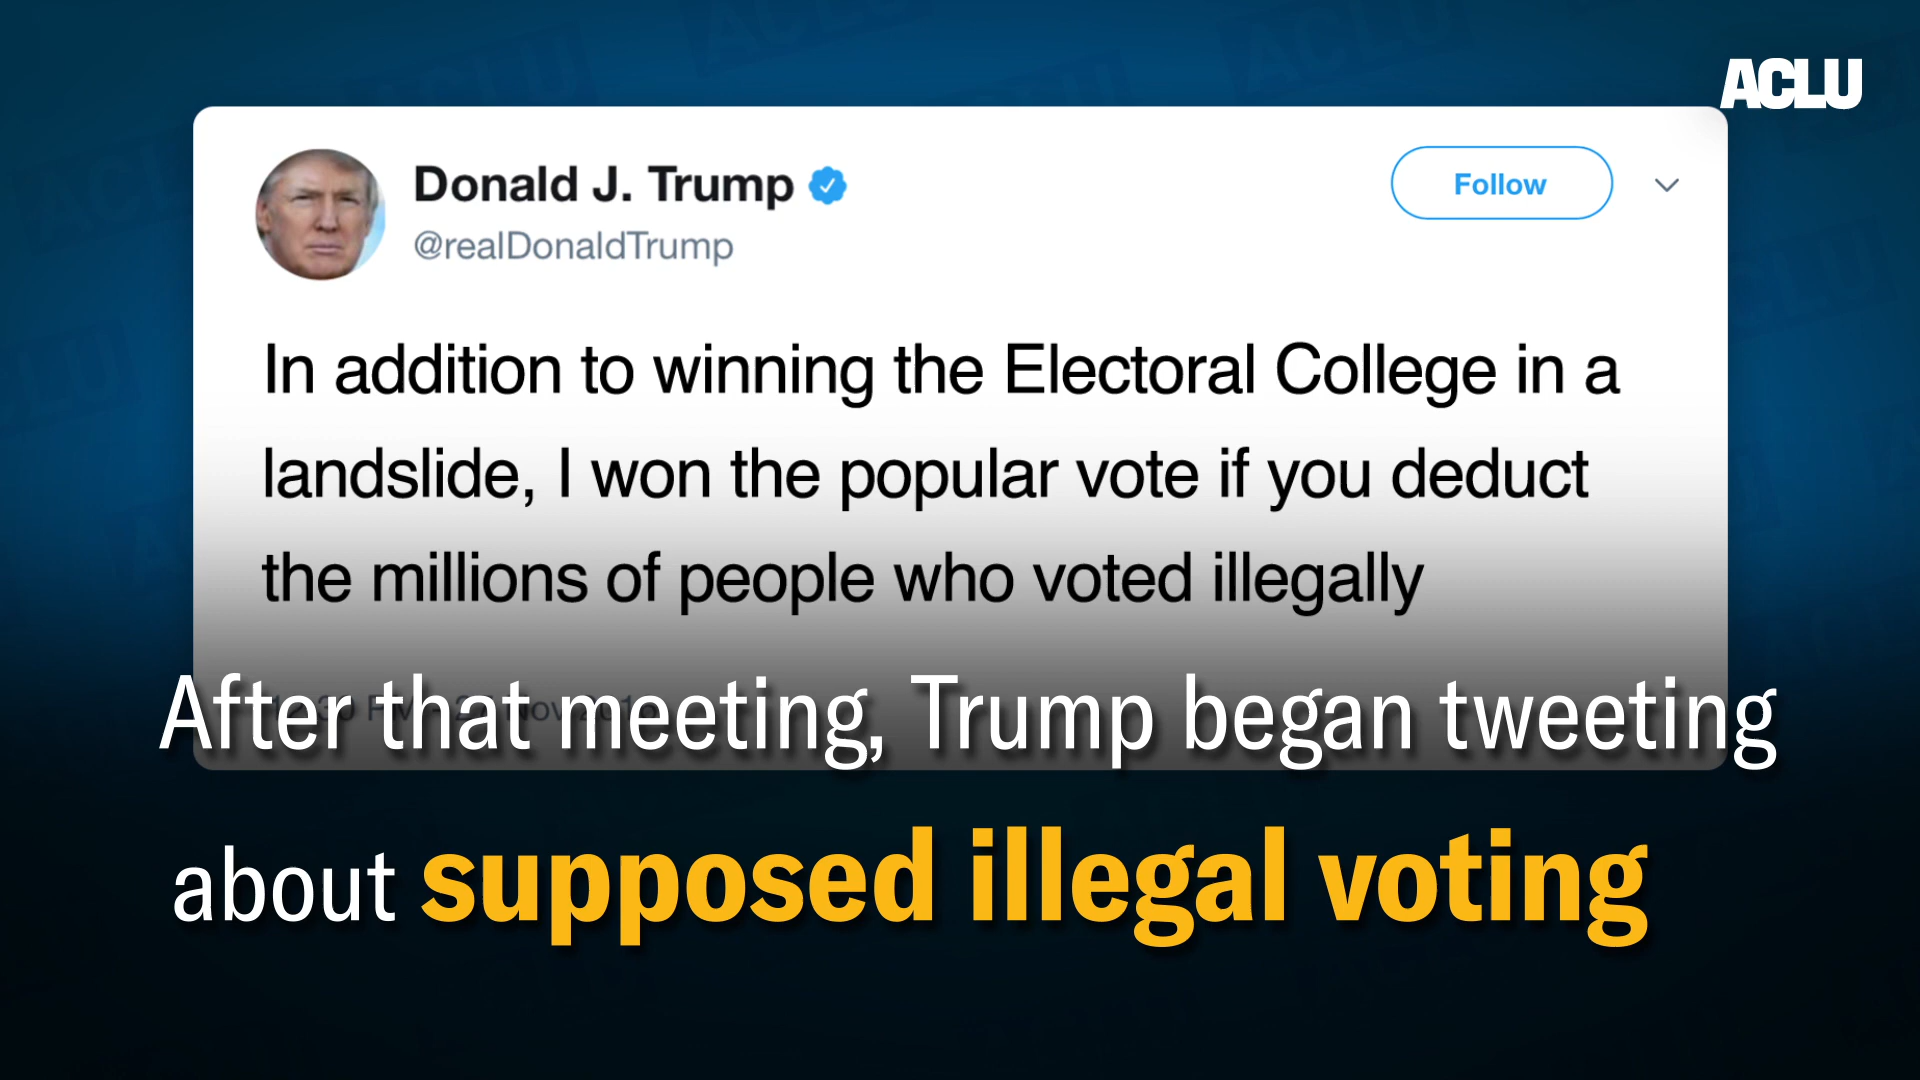 ACLU
Donald J. Trump
@realDonaldTrump
Follow
In addition to winning the Electoral College in a
landslide, I won the popular vote if you deduct
the millions of people who voted illegally
After that meeting, Trump began tweeting
about supposed illegal voting